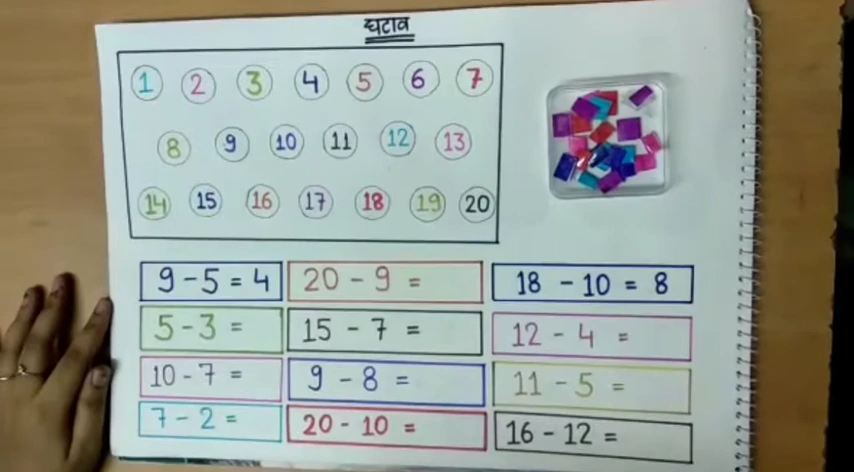 घटाव
1 2 3 4 5 6 7
8 9 10 11 12 13
14 15 16 17 18 19 20
9 - 5 = 4 20 - 9 = 18 - 10 = 8
5 - 3 = 15 - 7 = 12 - 4 =
10 - 7 = 9 - 8 = 11 - 5 =
7 - 2 = 20 - 10 = 16 - 12 =